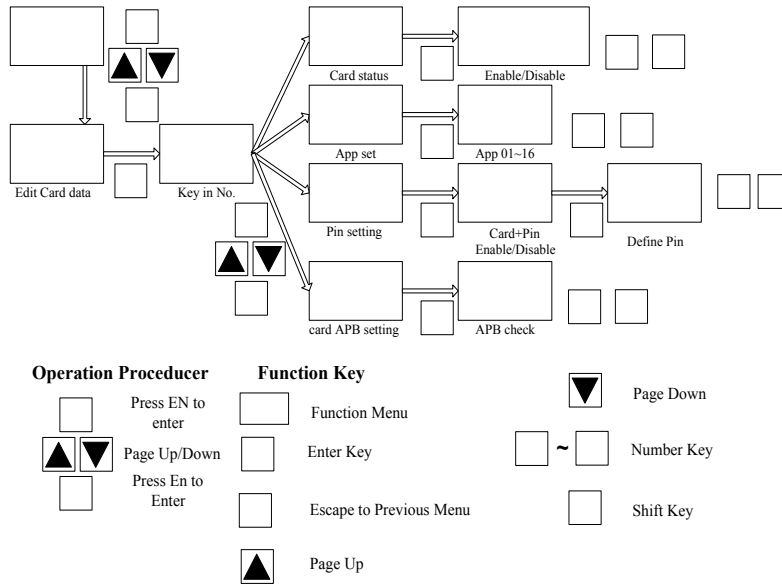 Card status
Enable/Disable
App set
App 01~16
Edit Card data
Key in No.
Pin setting
Card+Pin
Enable/Disable
Define Pin
card APB setting
APB check
Operation Proceducer
Function Key
Press EN to
enter
Page Up/Down
Press En to
Enter
Function Menu
Enter Key
Escape to Previous Menu
Page Up
Page Down
~
Number Key
Shift Key